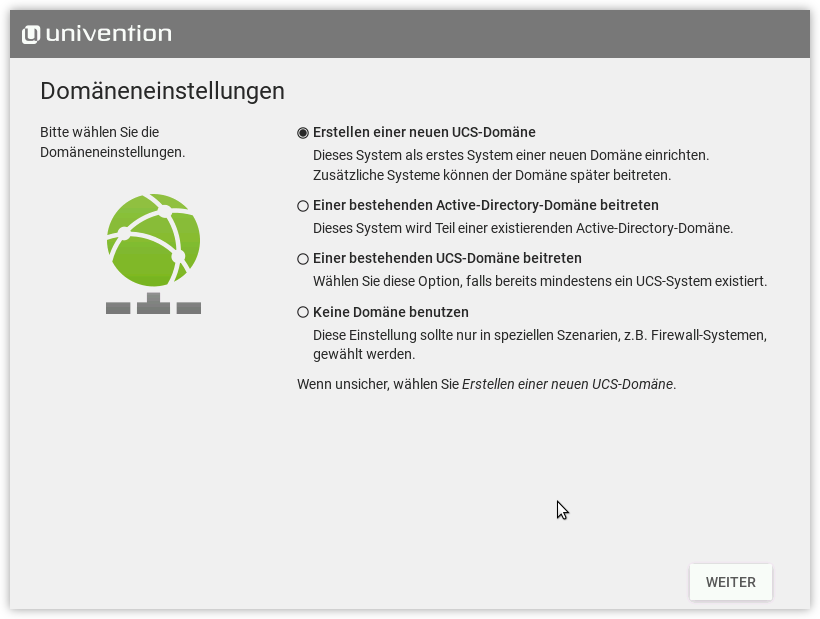 univention
Domäneneinstellungen
Bitte wählen Sie die
Domäneneinstellungen.
Erstellen einer neuen UCS-Domäne
Dieses System als erstes System einer neuen Domäne einrichten.
Zusätzliche Systeme können der Domäne später beitreten.
Einer bestehenden Active-Directory-Domäne beitreten
Dieses System wird Teil einer existierenden Active-Directory-Domäne.
Einer bestehenden UCS-Domäne beitreten
Wählen Sie diese Option, falls bereits mindestens ein UCS-System existiert.
Keine Domäne benutzen
Diese Einstellung sollte nur in speziellen Szenarien, z.B. Firewall-Systemen,
gewählt werden.
Wenn unsicher, wählen Sie Erstellen einer neuen UCS-Domäne.
WEITER